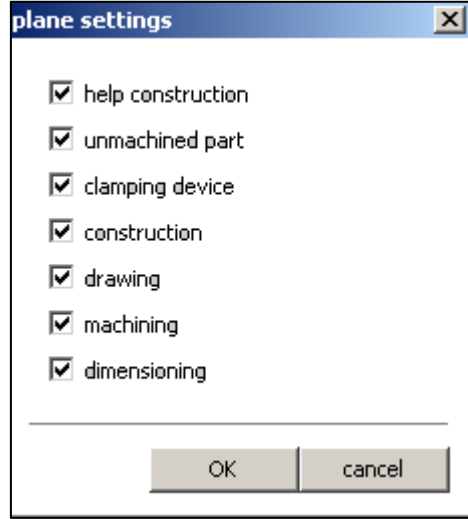 plane settings
help construction
unmachined part
clamping device
construction
drawing
machining
dimensioning
OK cancel